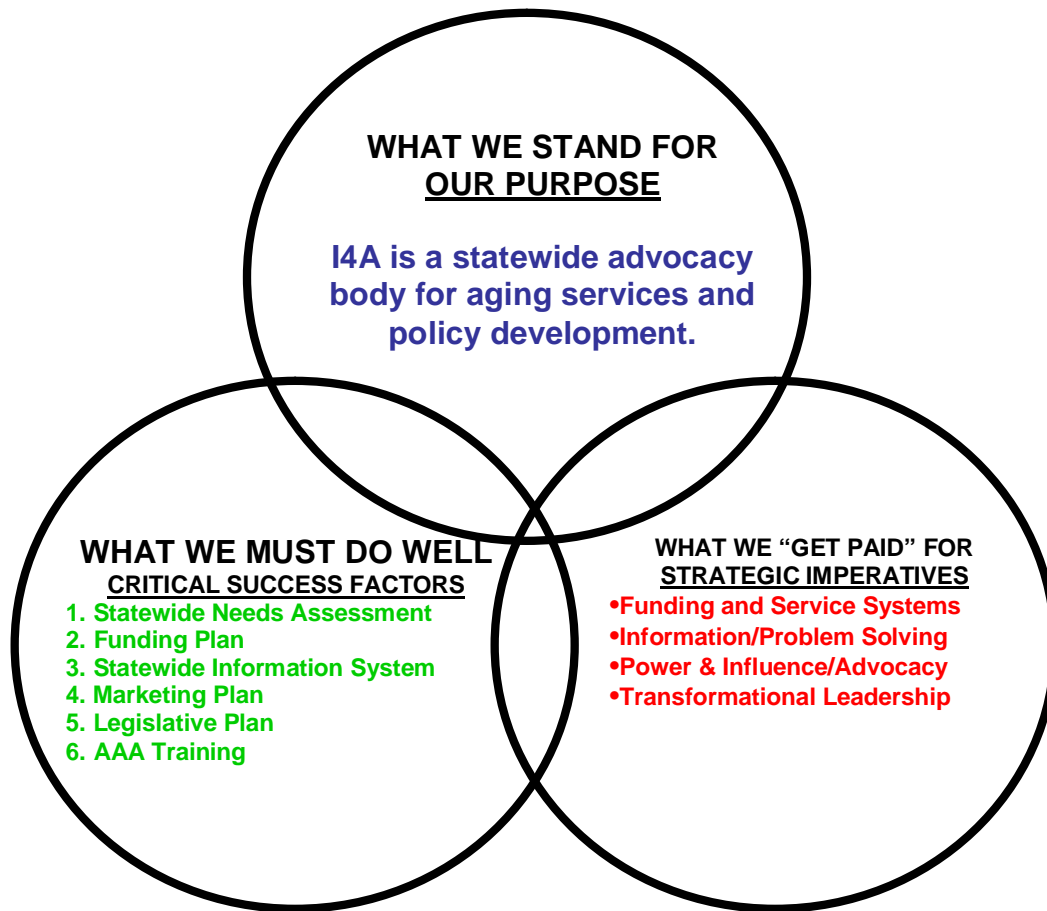 WHAT WE STAND FOR
OUR PURPOSE
I4A is a statewide advocacy
body for aging services and
policy development.
WHAT WE MUST DO WELL
CRITICAL SUCCESS FACTORS
1. Statewide Needs Assessment
2. Funding Plan
3. Statewide Information System
4. Marketing Plan
5. Legislative Plan
6. AAA Training
WHAT WE “GET PAID” FOR
STRATEGIC IMPERATIVES
•Funding and Service Systems
•Information/Problem Solving
•Power & Influence/Advocacy
•Transformational Leadership